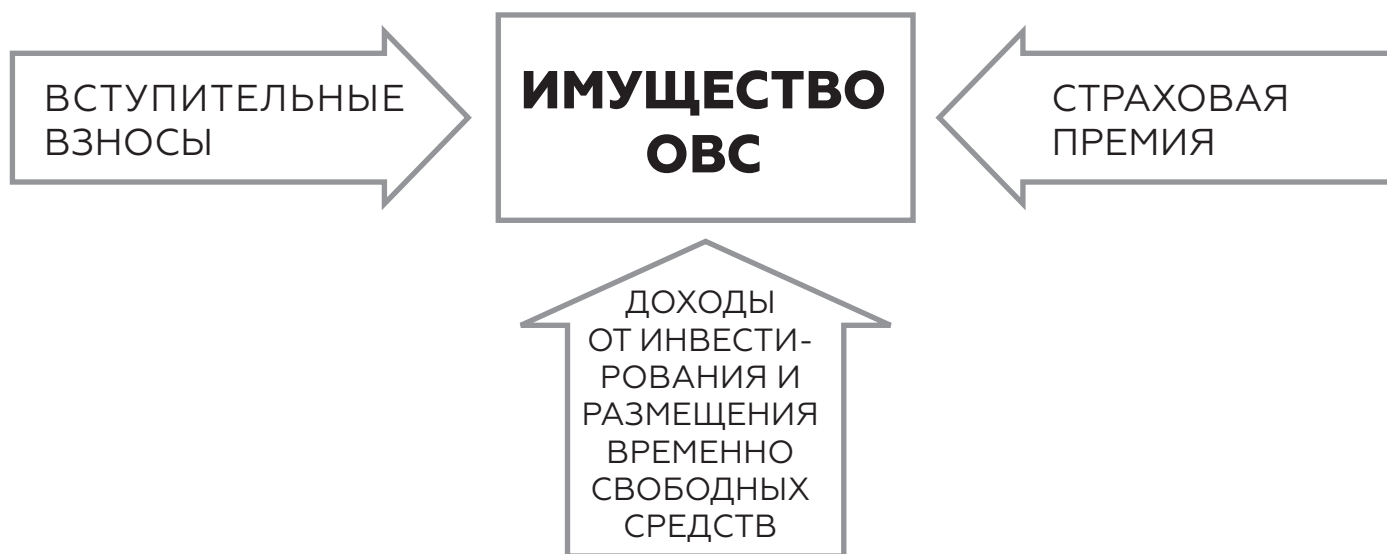 ВСТУПИТЕЛЬНЫЕ
ВЗНОСЫ
ИМУЩЕСТВО
ОВС
СТРАХОВАЯ
ПРЕМИЯ
ДОХОДЫ
ОТ ИНВЕСТИ-
РОВАНИЯ И
РАЗМЕЩЕНИЯ
ВРЕМЕННО
СВОБОДНЫХ
СРЕДСТВ